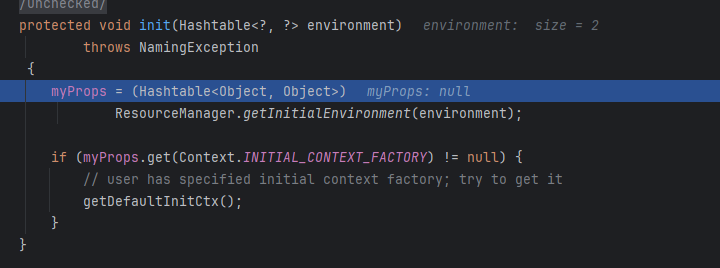 /Unchecked/
protected void init(Hashtable<?, ?> environment)   environment:  size = 2
        throws NamingException
 {
    myProps = (Hashtable<Object, Object>)   myProps: null
            ResourceManager.getInitialEnvironment(environment);

    if (myProps.get(Context.INITIAL_CONTEXT_FACTORY) != null) {
        // user has specified initial context factory; try to get it
        getDefaultInitCtx();
    }
}